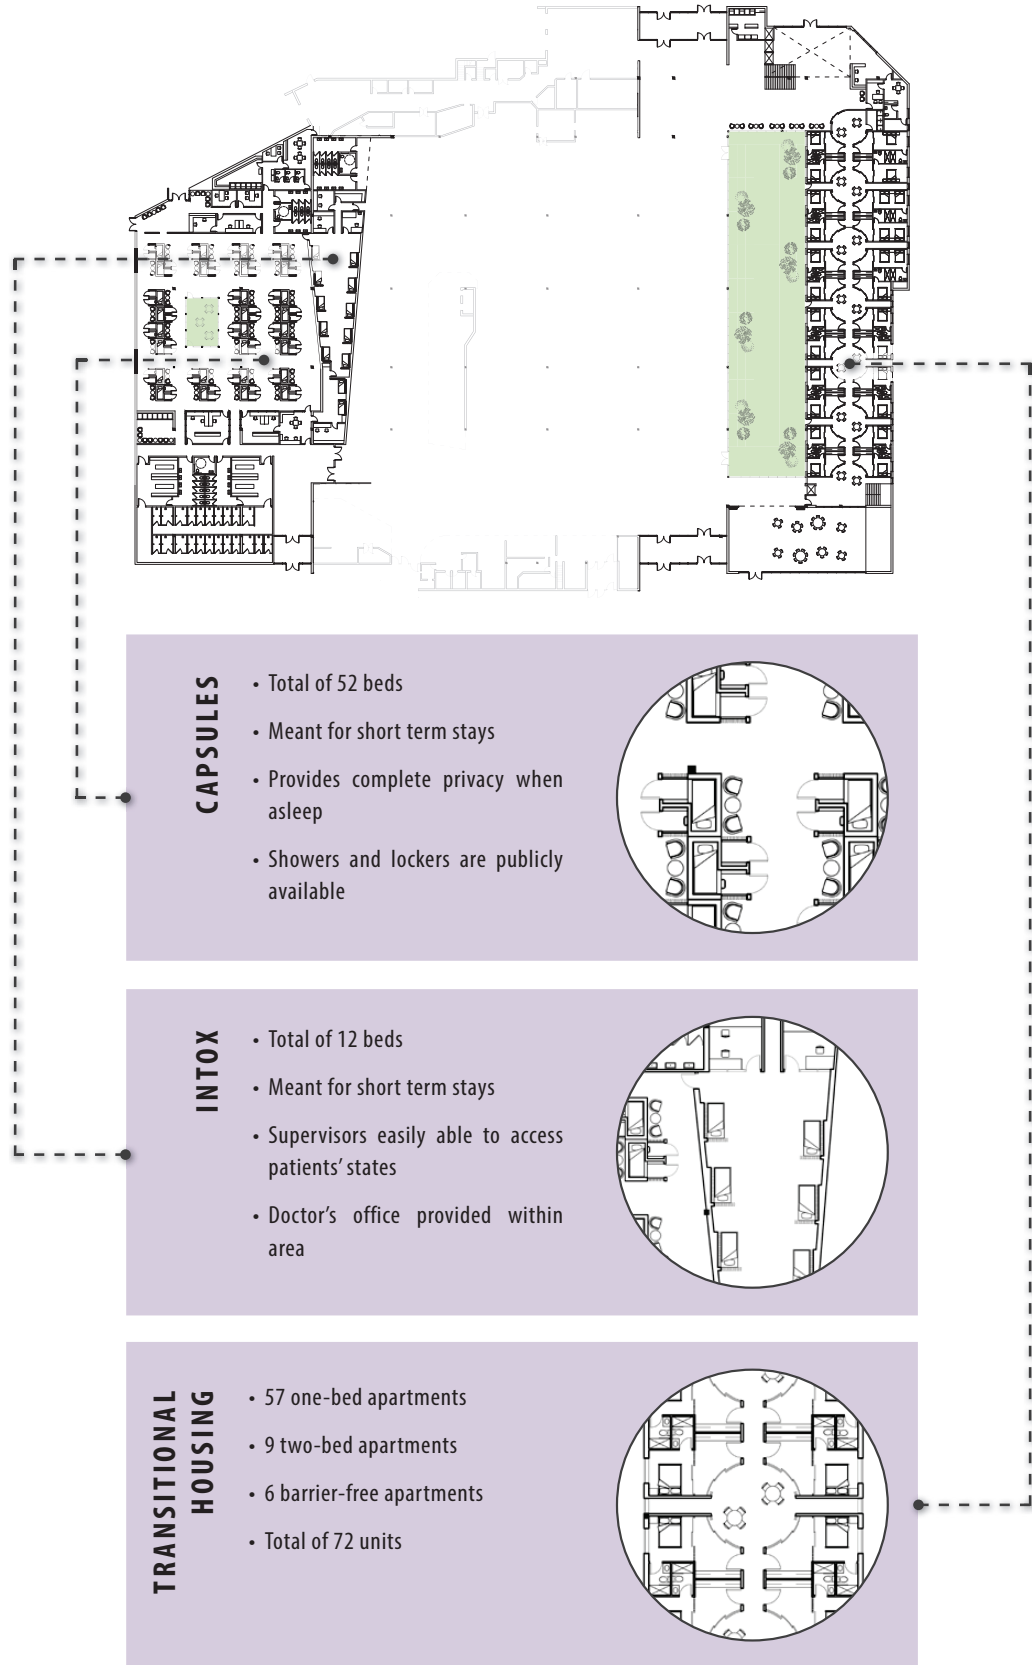 CAPSULES
• Total of 52 beds
• Meant for short term stays
• Provides complete privacy when
asleep
• Showers and lockers are publicly
available
INTOX
• Total of 12 beds
• Meant for short term stays
• Supervisors easily able to access
patients’ states
• Doctor’s office provided within
area
TRANSITIONAL
HOUSING
• 57 one-bed apartments
• 9 two-bed apartments
• 6 barrier-free apartments
• Total of 72 units